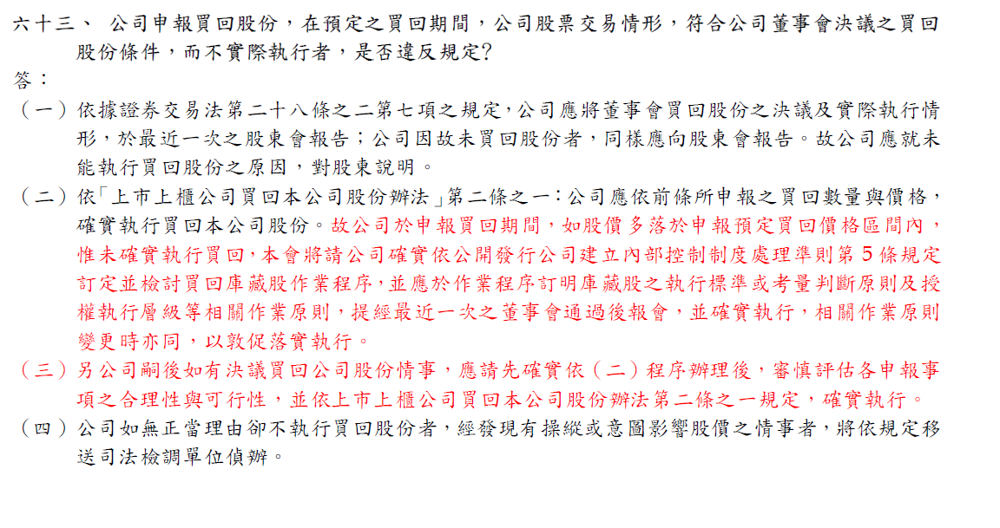 六十三、 公司申報買回股份，在預定之買回期間，公司股票交易情形，符合公司董事會決議之買回
股份條件，而不實際執行者，是否違反規定?
答：
（一）依據證券交易法第二十八條之二第七項之規定，公司應將董事會買回股份之決議及實際執行情
形，於最近一次之股東會報告；公司因故未買回股份者，同樣應向股東會報告。故公司應就未
能執行買回股份之原因，對股東說明。
（二）依「上市上櫃公司買回本公司股份辦法」第二條之一：公司應依前條所申報之買回數量與價格，
確實執行買回本公司股份。故公司於申報買回期間，如股價多落於申報預定買回價格區間內，
惟未確實執行買回，本會將請公司確實依公開發行公司建立內部控制制度處理準則第 5 條規定
訂定並檢討買回庫藏股作業程序，並應於作業程序訂明庫藏股之執行標準或考量判斷原則及授
權執行層級等相關作業原則，提經最近一次之董事會通過後報會，並確實執行，相關作業原則
變更時亦同，以敦促落實執行。
（三）另公司嗣後如有決議買回公司股份情事，應請先確實依（二）程序辦理後，審慎評估各申報事
項之合理性與可行性，並依上市上櫃公司買回本公司股份辦法第二條之一規定，確實執行。
（四）公司如無正當理由卻不執行買回股份者，經發現有操縱或意圖影響股價之情事者，將依規定移
送司法檢調單位偵辦。